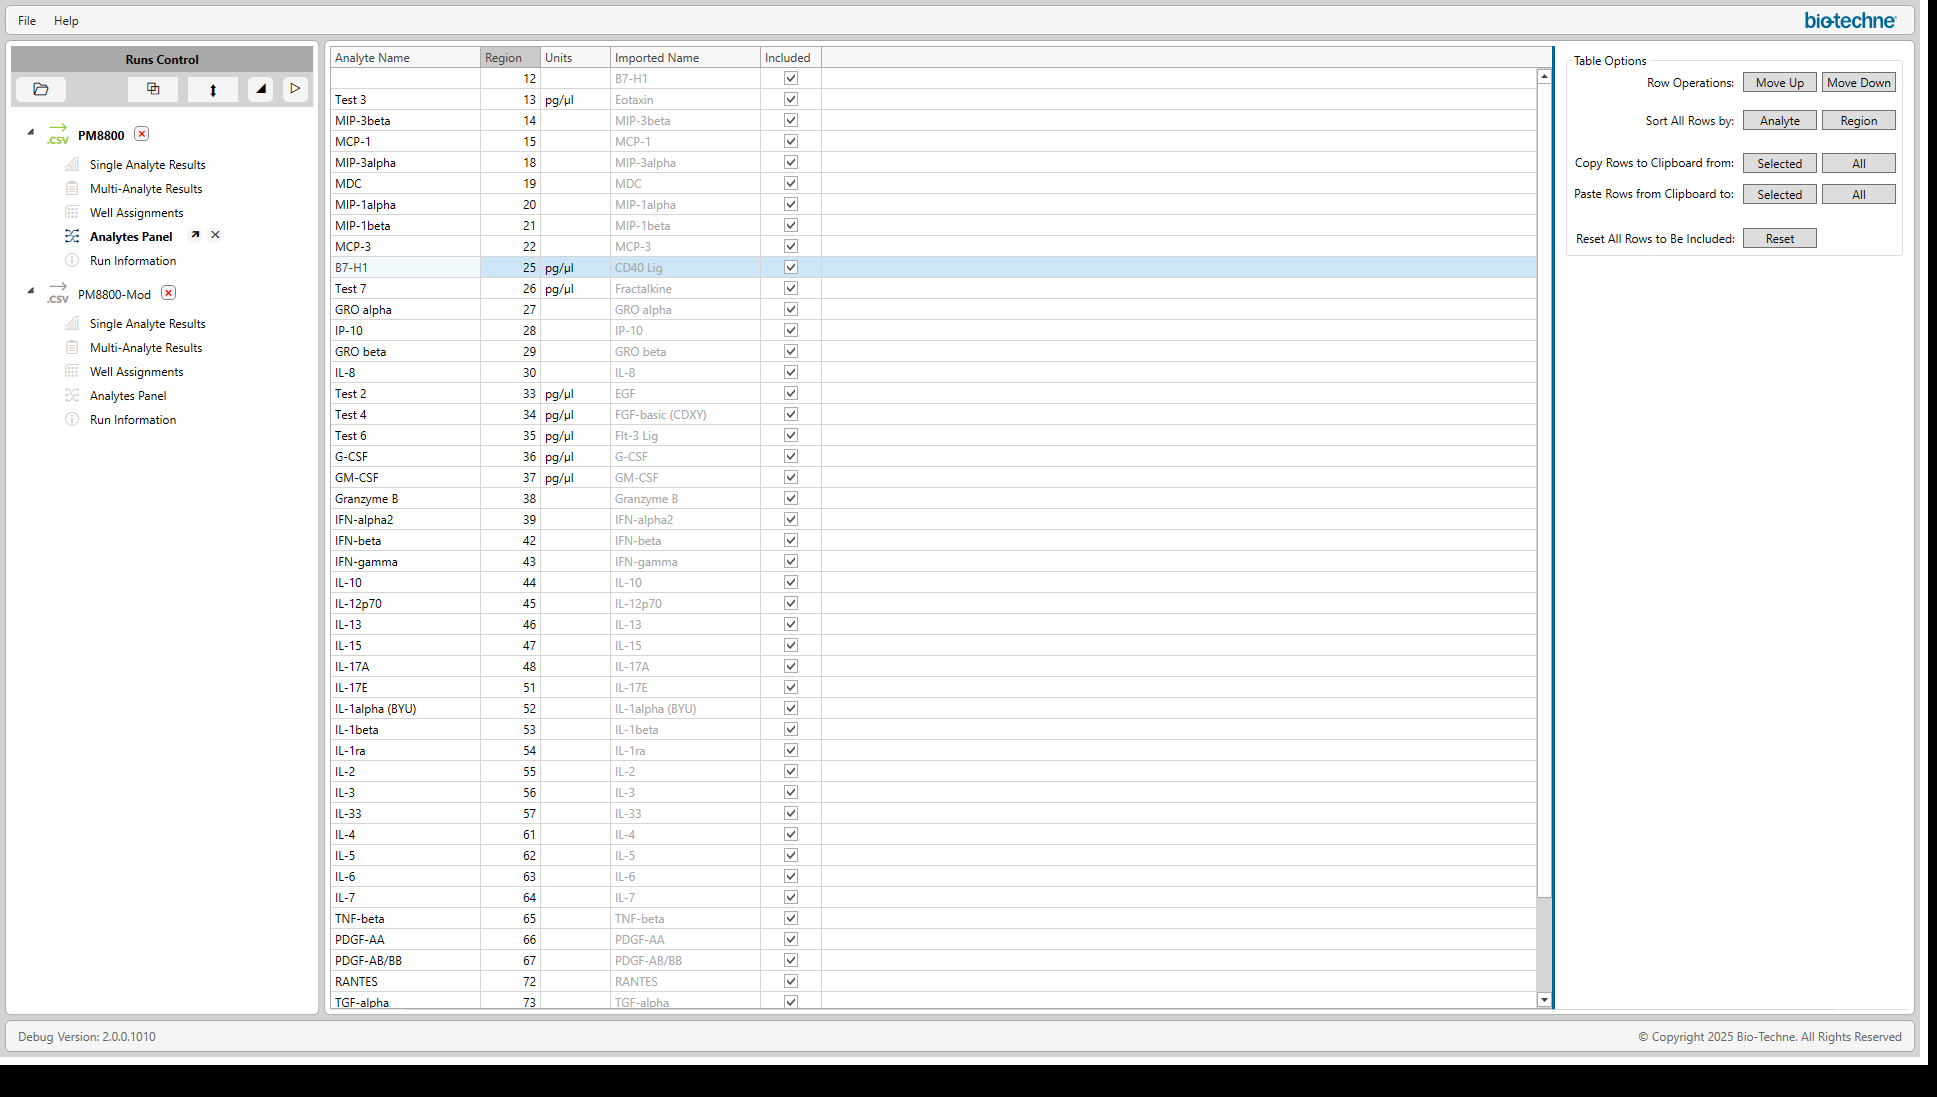 File Help
bio-techne
Runs Control
.CSV PM8800
Single Analyte Results
Multi-Analyte Results
Well Assignments
Analytes Panel
Run Information
.CSV PM8800-Mod
Single Analyte Results
Multi-Analyte Results
Well Assignments
Analytes Panel
Run Information
Analyte Name Region Units Imported Name Included
12 B7-H1
Test 3 13 pg/µl Eotaxin
MIP-3beta 14 MIP-3beta
MCP-1 15 MCP-1
MIP-3alpha 18 MIP-3alpha
MDC 19 MDC
MIP-1alpha 20 MIP-1alpha
MIP-1beta 21 MIP-1beta
MCP-3 22 MCP-3
B7-H1 25 pg/µl CD40 Lig
Test 7 26 pg/µl Fractalkine
GRO alpha 27 GRO alpha
IP-10 28 IP-10
GRO beta 29 GRO beta
IL-8 30 IL-8
Test 2 33 pg/µl EGF
Test 4 34 pg/µl FGF-basic (CDXY)
Test 6 35 pg/µl Flt-3 Lig
G-CSF 36 pg/µl G-CSF
GM-CSF 37 pg/µl GM-CSF
Granzyme B 38 Granzyme B
IFN-alpha2 39 IFN-alpha2
IFN-beta 42 IFN-beta
IFN-gamma 43 IFN-gamma
IL-10 44 IL-10
IL-12p70 45 IL-12p70
IL-13 46 IL-13
IL-15 47 IL-15
IL-17A 48 IL-17A
IL-17E 51 IL-17E
IL-1alpha (BYU) 52 IL-1alpha (BYU)
IL-1beta 53 IL-1beta
IL-1ra 54 IL-1ra
IL-2 55 IL-2
IL-3 56 IL-3
IL-33 57 IL-33
IL-4 61 IL-4
IL-5 62 IL-5
IL-6 63 IL-6
IL-7 64 IL-7
TNF-beta 65 TNF-beta
PDGF-AA 66 PDGF-AA
PDGF-AB/BB 67 PDGF-AB/BB
RANTES 72 RANTES
TGF-alpha 73 TGF-alpha
Table Options
Row Operations: Move Up Move Down
Sort All Rows by: Analyte Region
Copy Rows to Clipboard from: Selected All
Paste Rows from Clipboard to: Selected All
Reset All Rows to Be Included: Reset
Debug Version: 2.0.0.1010
© Copyright 2025 Bio-Techne. All Rights Reserved